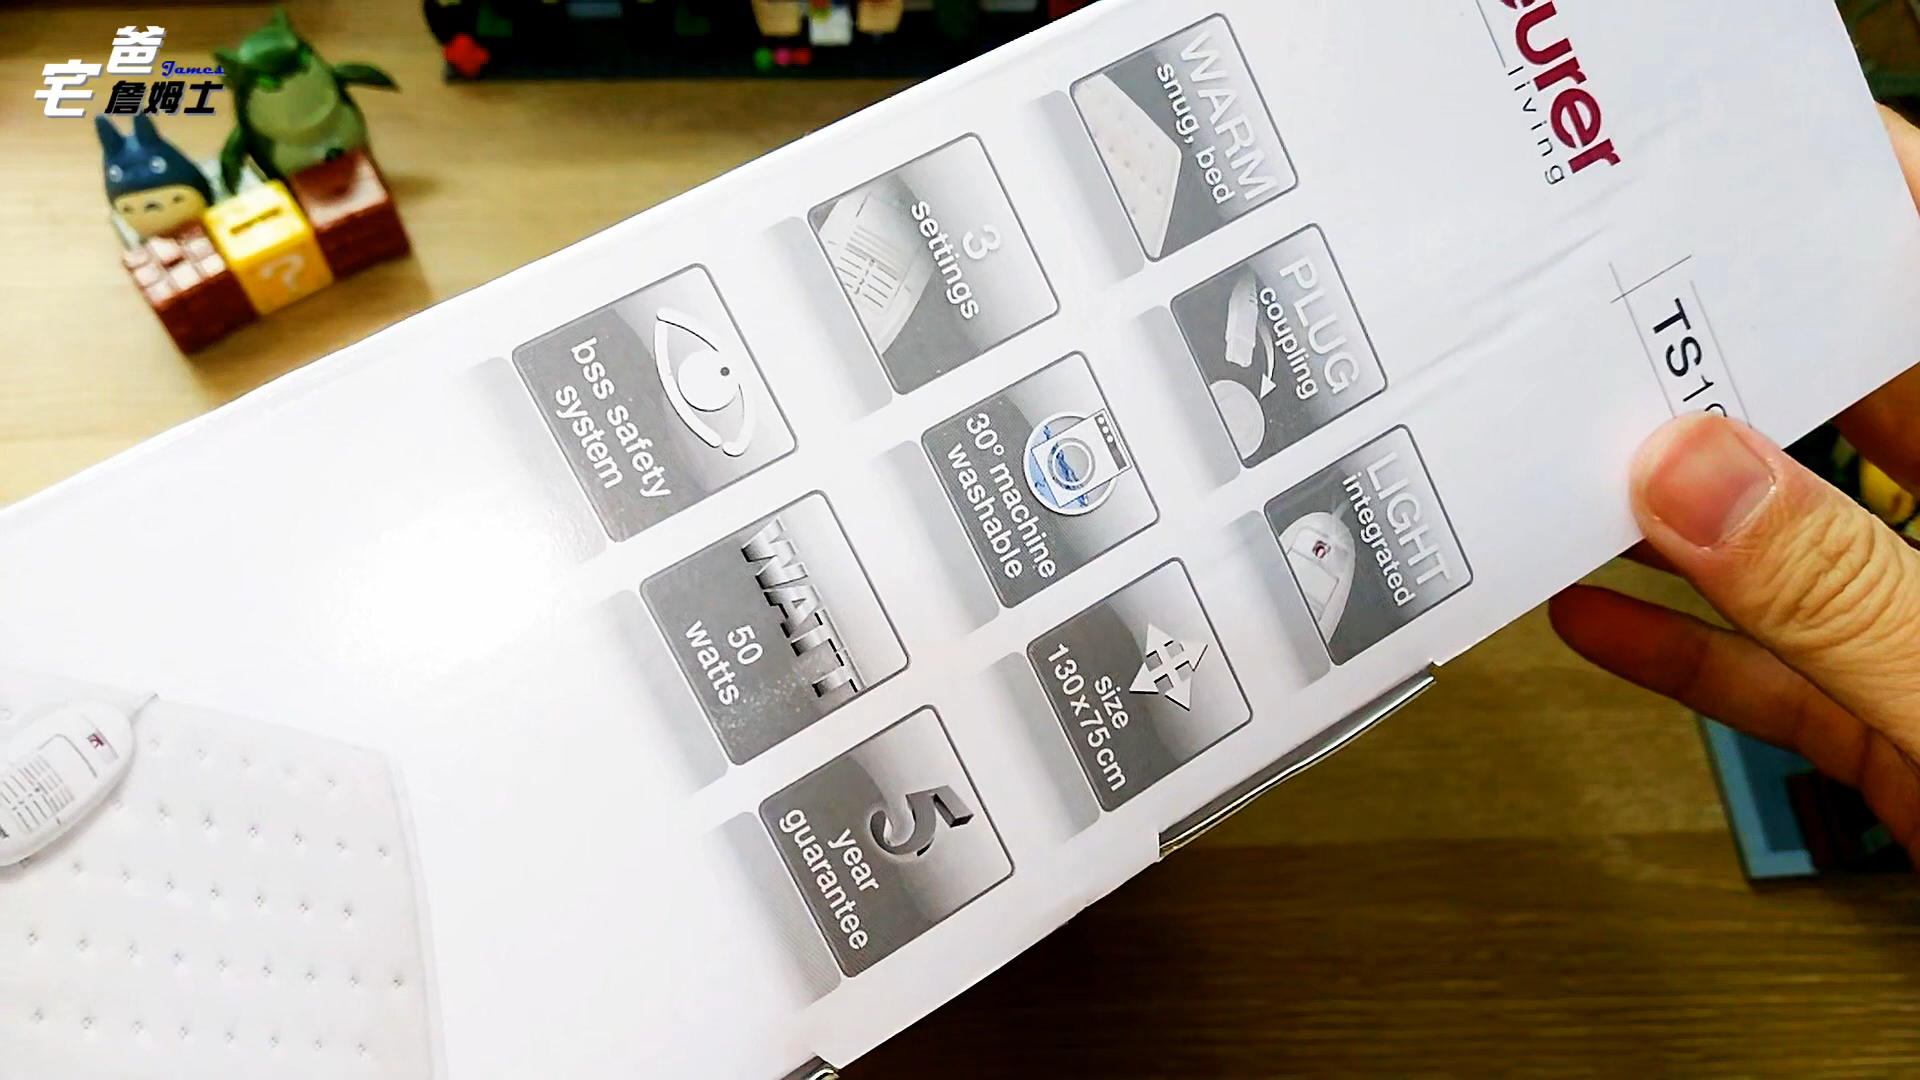 宅爸
James
詹姆士
eurer
living
TS1
WARM
snug, bed
PLUG
coupling
LIGHT
integrated
3
settings
30° machine
washable
size
130x75cm
bss safety
system
WATT
50
watts
5
year
guarantee